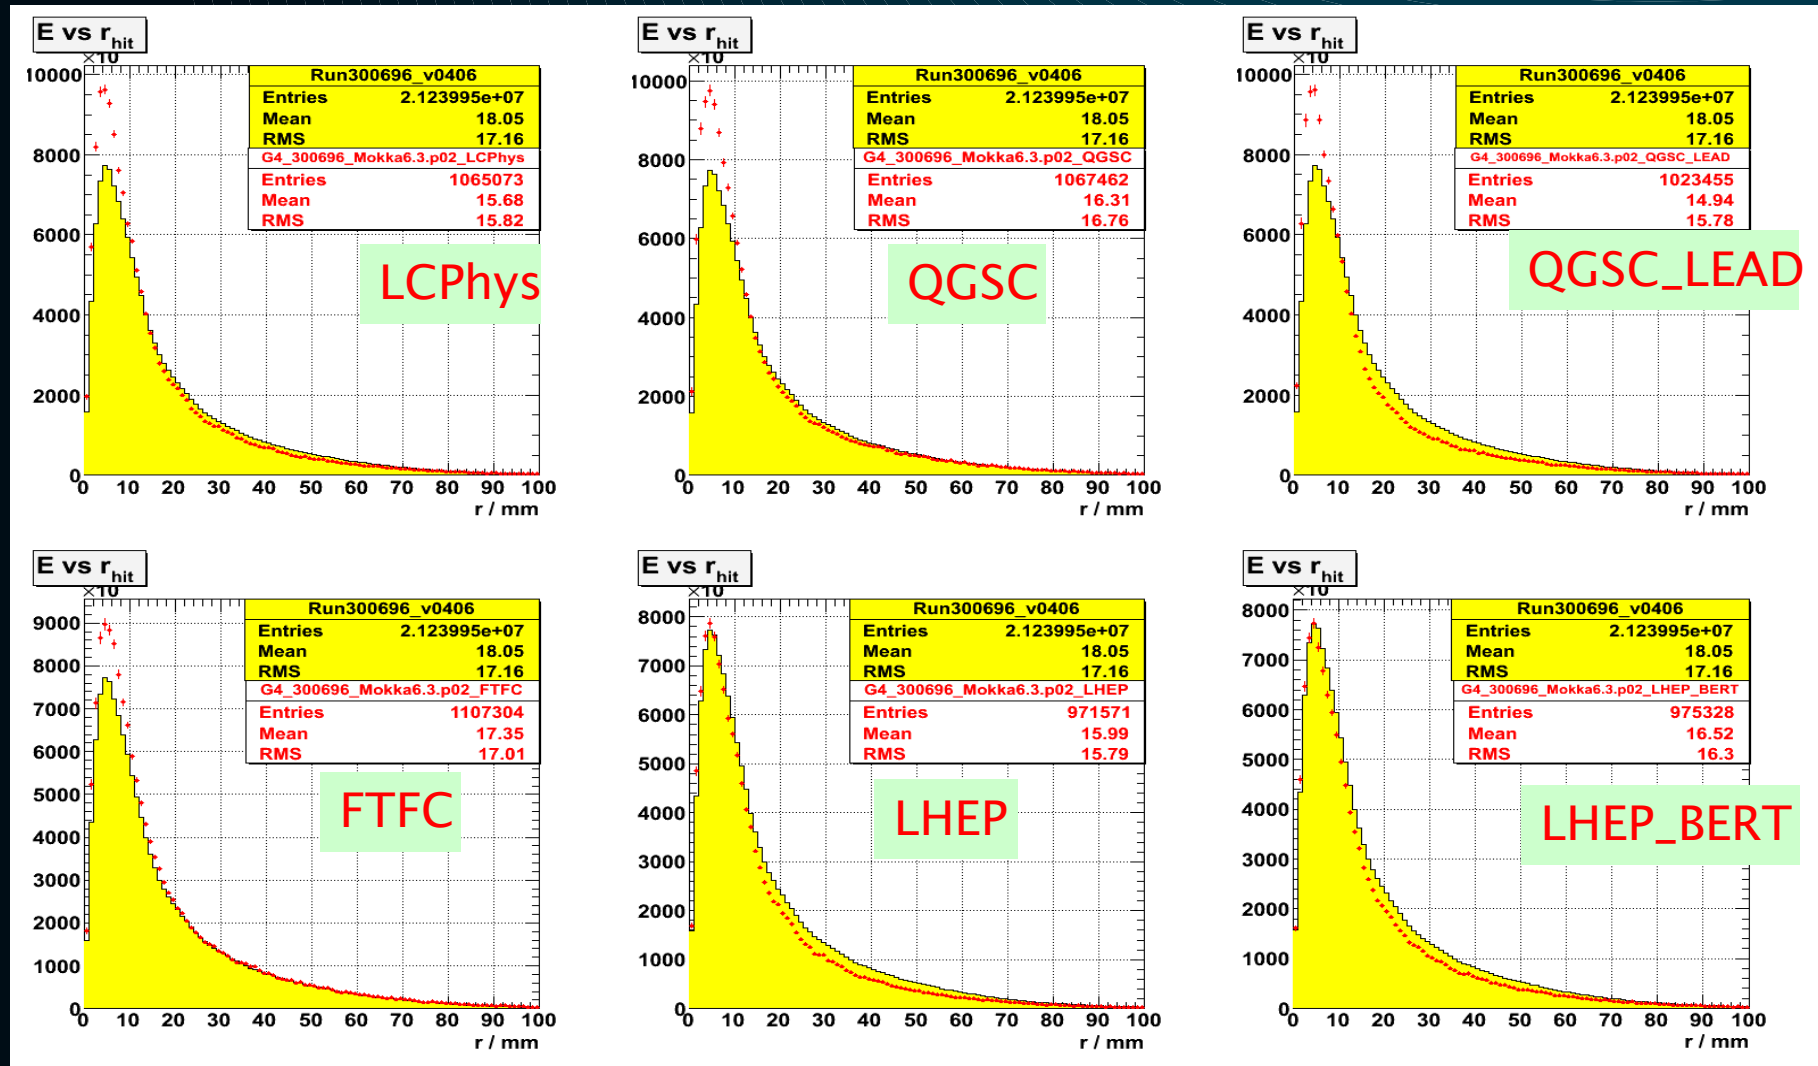 E vs r_hit
×10
Run300696_v0406
Entries 2.123995e+07
Mean 18.05
RMS 17.16
G4_300696_Mokka6.3.p02_LCPhys
Entries 1065073
Mean 15.68
RMS 15.82
LCPhys
10000
8000
6000
4000
2000
0
0 10 20 30 40 50 60 70 80 90 100
r / mm
E vs r_hit
×10
Run300696_v0406
Entries 2.123995e+07
Mean 18.05
RMS 17.16
G4_300696_Mokka6.3.p02_QGSC
Entries 1067462
Mean 16.31
RMS 16.76
QGSC
10000
8000
6000
4000
2000
0
0 10 20 30 40 50 60 70 80 90 100
r / mm
E vs r_hit
×10
Run300696_v0406
Entries 2.123995e+07
Mean 18.05
RMS 17.16
G4_300696_Mokka6.3.p02_QGSC_LEAD
Entries 1023455
Mean 14.94
RMS 15.78
QGSC_LEAD
10000
8000
6000
4000
2000
0
0 10 20 30 40 50 60 70 80 90 100
r / mm
E vs r_hit
×10
Run300696_v0406
Entries 2.123995e+07
Mean 18.05
RMS 17.16
G4_300696_Mokka6.3.p02_FTFC
Entries 1107304
Mean 17.35
RMS 17.01
FTFC
9000
8000
7000
6000
5000
4000
3000
2000
1000
0
0 10 20 30 40 50 60 70 80 90 100
r / mm
E vs r_hit
×10
Run300696_v0406
Entries 2.123995e+07
Mean 18.05
RMS 17.16
G4_300696_Mokka6.3.p02_LHEP
Entries 971571
Mean 15.99
RMS 15.79
LHEP
8000
7000
6000
5000
4000
3000
2000
1000
0
0 10 20 30 40 50 60 70 80 90 100
r / mm
E vs r_hit
×10
Run300696_v0406
Entries 2.123995e+07
Mean 18.05
RMS 17.16
G4_300696_Mokka6.3.p02_LHEP_BERT
Entries 975328
Mean 16.52
RMS 16.3
LHEP_BERT
8000
7000
6000
5000
4000
3000
2000
1000
0
0 10 20 30 40 50 60 70 80 90 100
r / mm